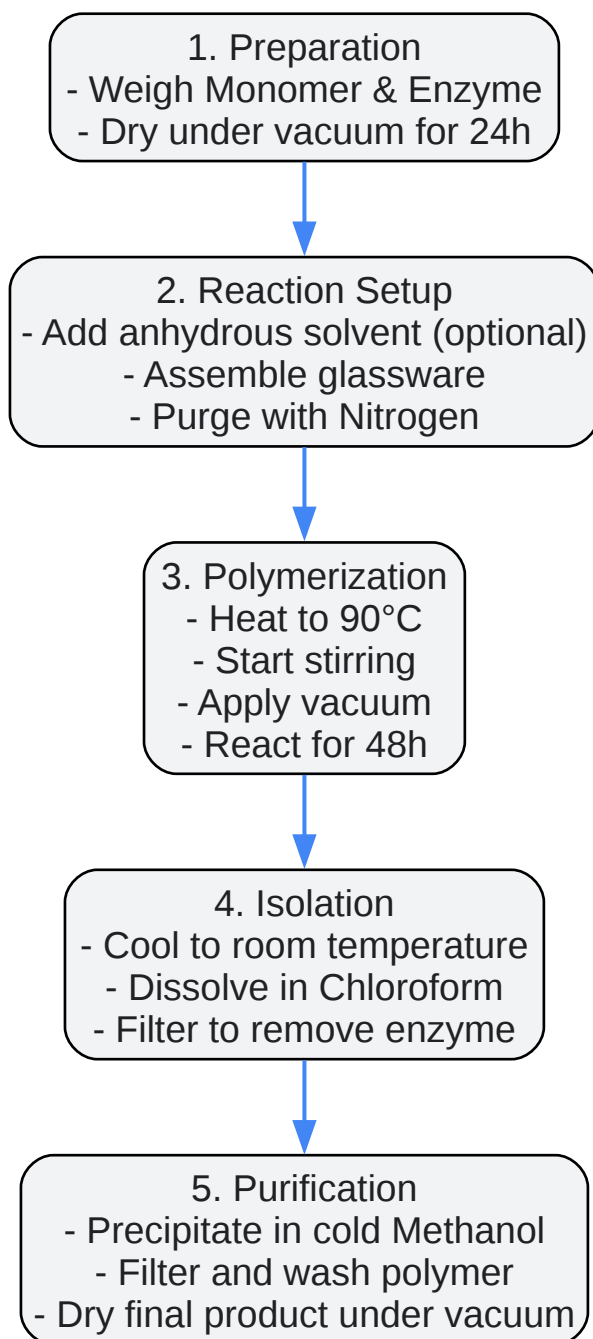 1. Preparation
- Weigh Monomer & Enzyme
- Dry under vacuum for 24h
2. Reaction Setup
- Add anhydrous solvent (optional)
- Assemble glassware
- Purge with Nitrogen
3. Polymerization
- Heat to 90°C
- Start stirring
- Apply vacuum
- React for 48h
4. Isolation
- Cool to room temperature
- Dissolve in Chloroform
- Filter to remove enzyme
5. Purification
- Precipitate in cold Methanol
- Filter and wash polymer
- Dry final product under vacuum